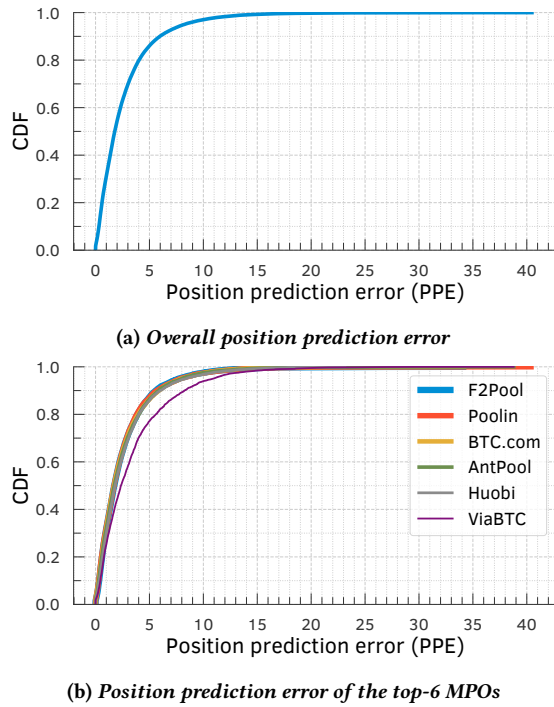 1.0
0.8
0.6
0.4
0.2
0.0
CDF
0 5 10 15 20 25 30 35 40
Position prediction error (PPE)
(a) Overall position prediction error
1.0
0.8
0.6
0.4
0.2
0.0
CDF
F2Pool
Poolin
BTC.com
AntPool
Huobi
ViaBTC
0 5 10 15 20 25 30 35 40
Position prediction error (PPE)
(b) Position prediction error of the top-6 MPOs